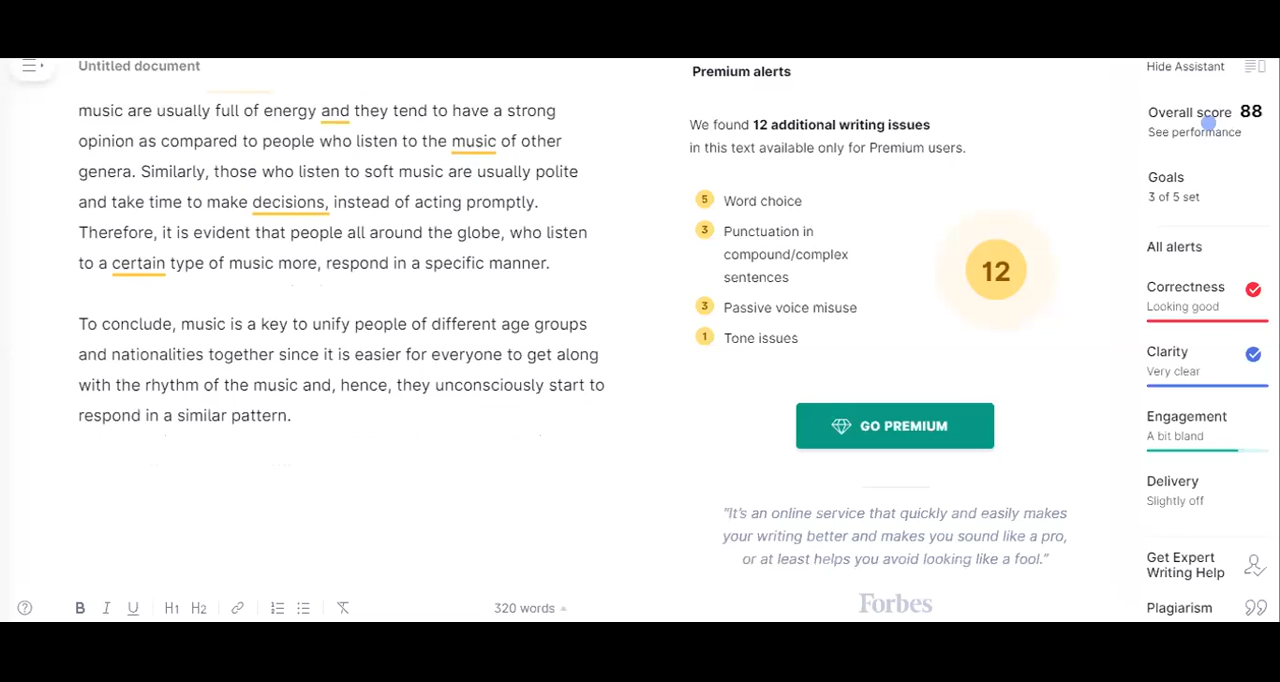 Untitled document
music are usually full of energy and they tend to have a strong
opinion as compared to people who listen to the music of other
genera. Similarly, those who listen to soft music are usually polite
and take time to make decisions, instead of acting promptly.
Therefore, it is evident that people all around the globe, who listen
to a certain type of music more, respond in a specific manner.
To conclude, music is a key to unify people of different age groups
and nationalities together since it is easier for everyone to get along
with the rhythm of the music and, hence, they unconsciously start to
respond in a similar pattern.
B I U H1 H2
320 words
Premium alerts
We found 12 additional writing issues
in this text available only for Premium users.
5 Word choice
3 Punctuation in
compound/complex
sentences
3 Passive voice misuse
1 Tone issues
12
GO PREMIUM
"It's an online service that quickly and easily makes
your writing better and makes you sound like a pro,
or at least helps you avoid looking like a fool."
Forbes
Hide Assistant
Overall score 88
See performance
Goals
3 of 5 set
All alerts
Correctness
Looking good
Clarity
Very clear
Engagement
A bit bland
Delivery
Slightly off
Get Expert
Writing Help
Plagiarism